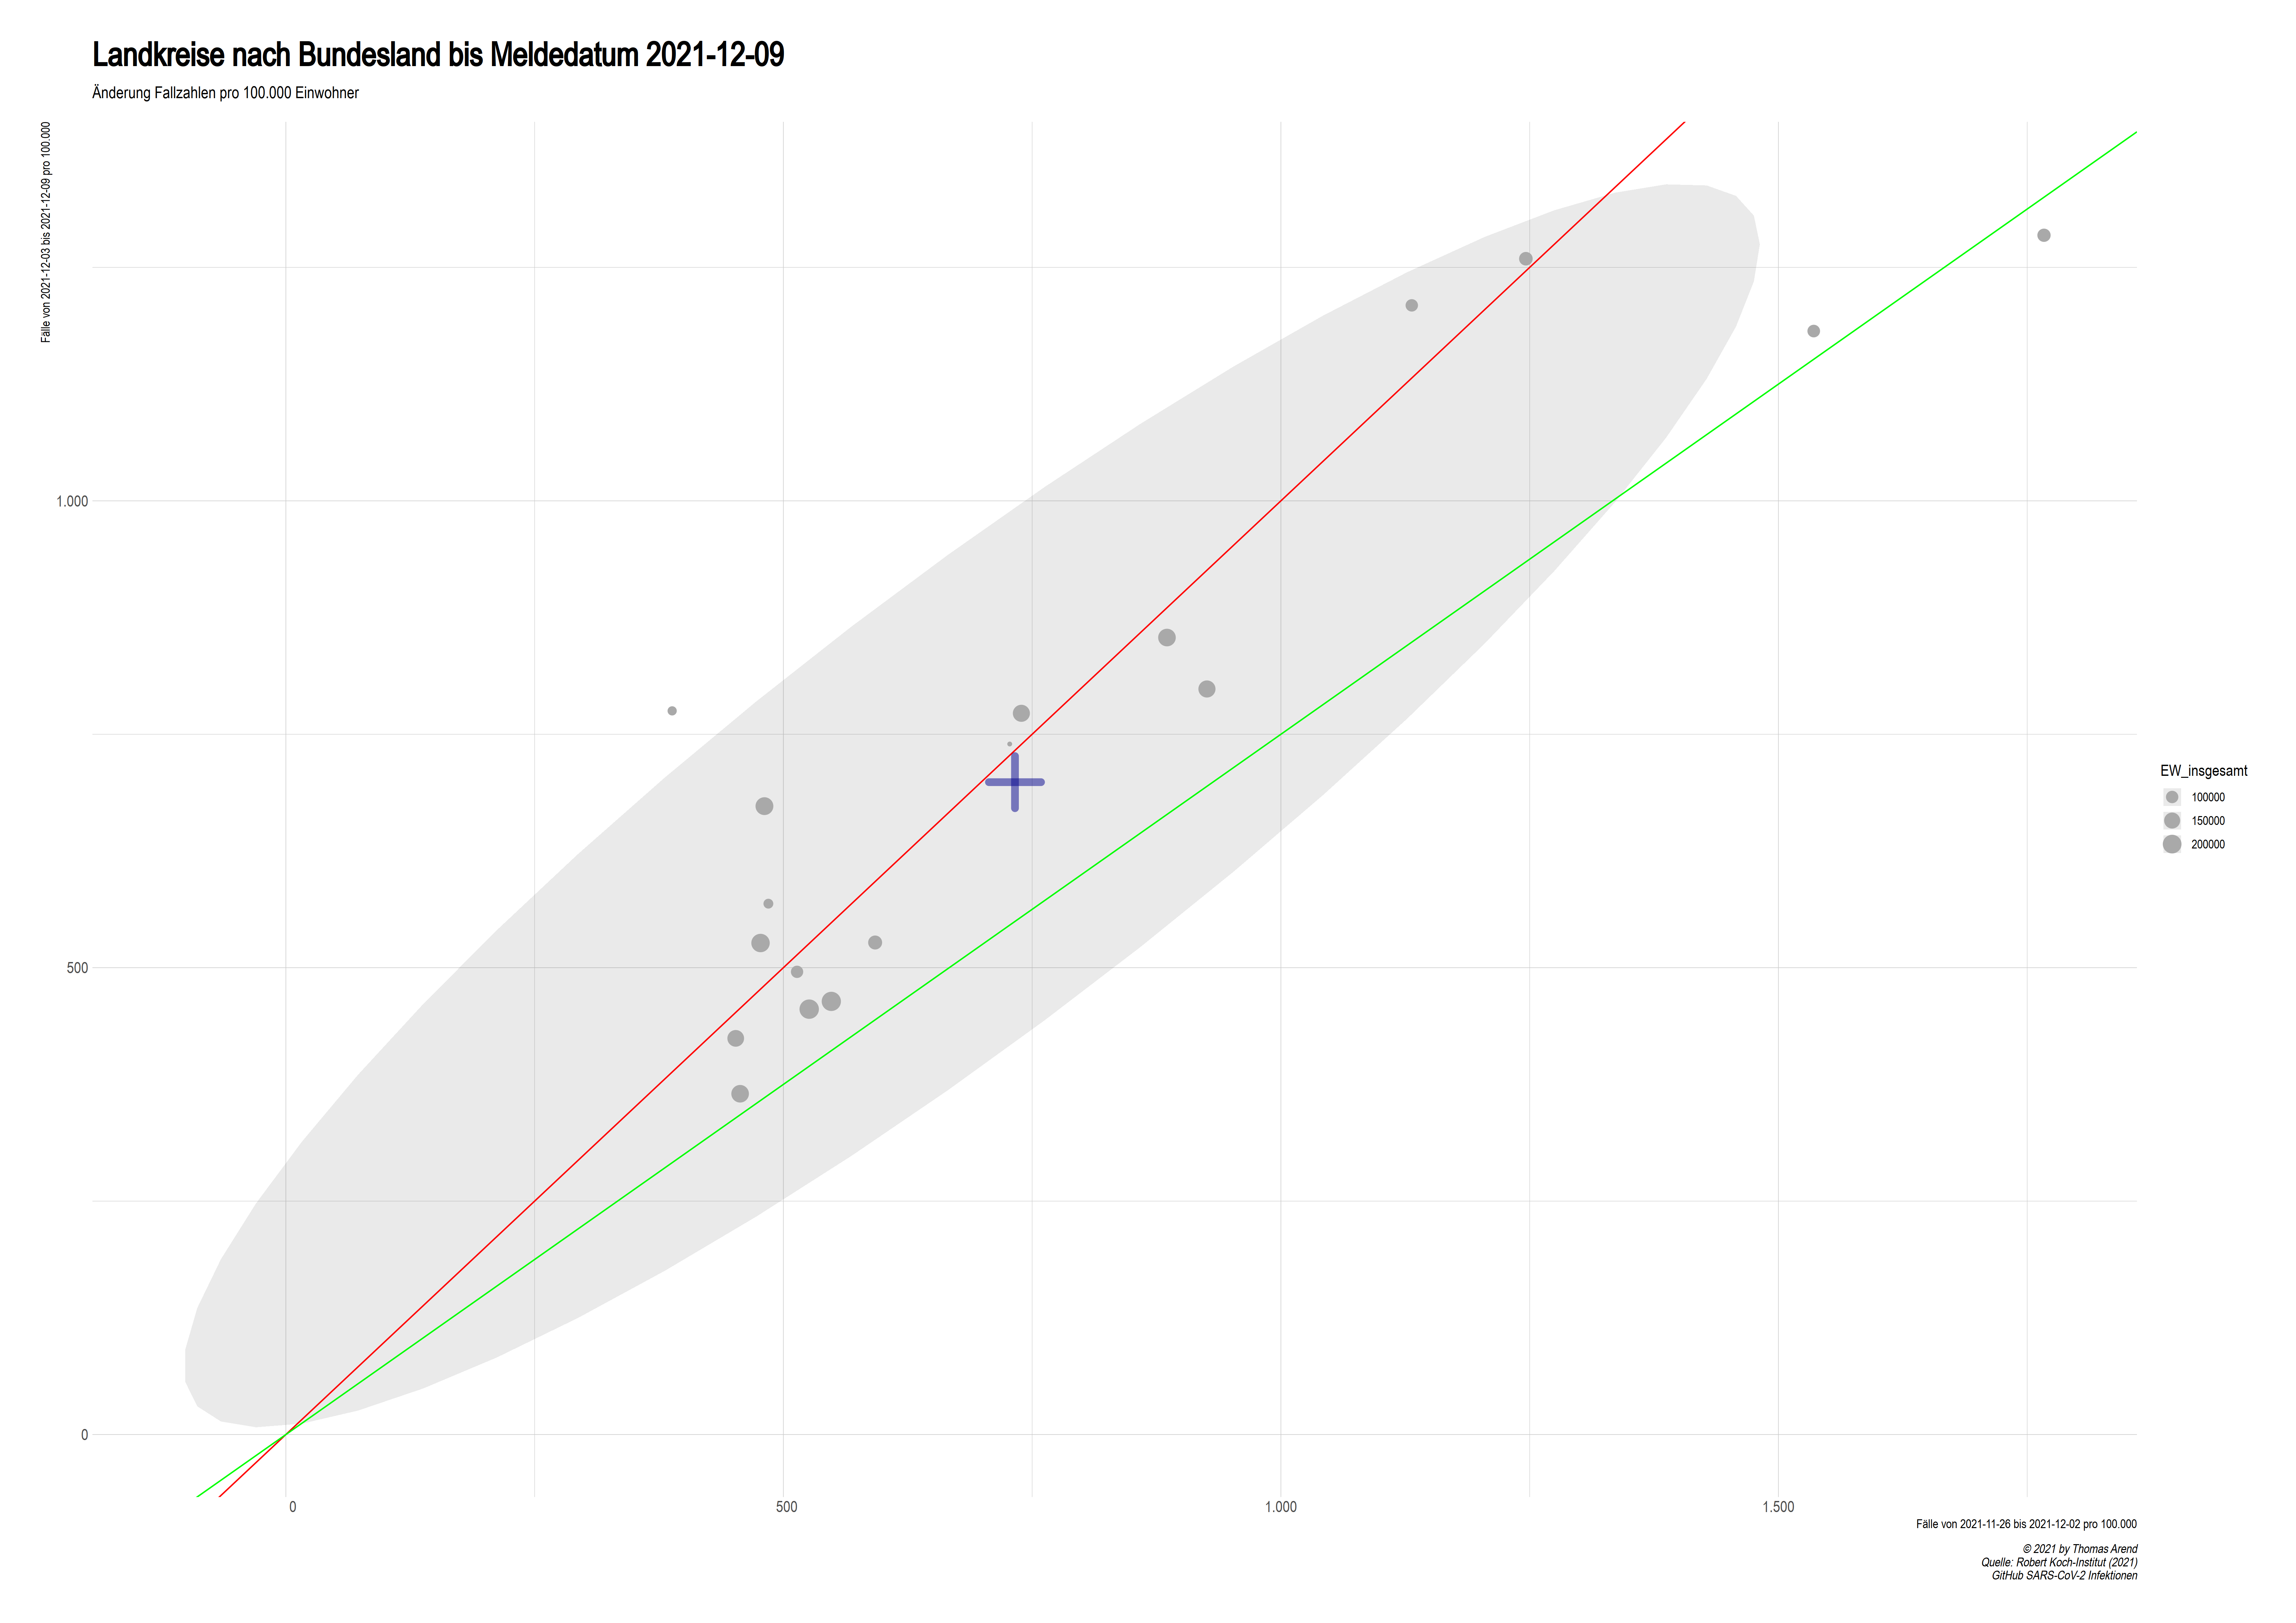 Landkreise nach Bundesland bis Meldedatum 2021-12-09
Änderung Fallzahlen pro 100.000 Einwohner
Fälle von 2021-12-03 bis 2021-12-09 pro 100.000
1.000
500
0
EW_insgesamt
100000
150000
200000
0
500
1.000
1.500
Fälle von 2021-11-26 bis 2021-12-02 pro 100.000
© 2021 by Thomas Arend
Quelle: Robert Koch-Institut (2021)
GitHub SARS-CoV-2 Infektionen